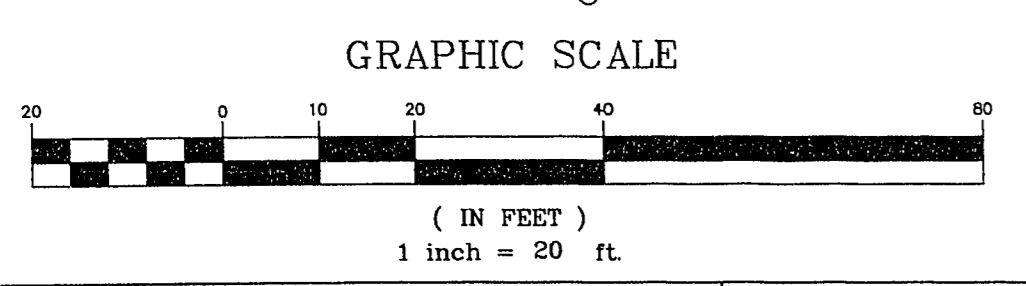 GRAPHIC SCALE
20 0 10 20 40 80
( IN FEET )
1 inch = 20 ft.